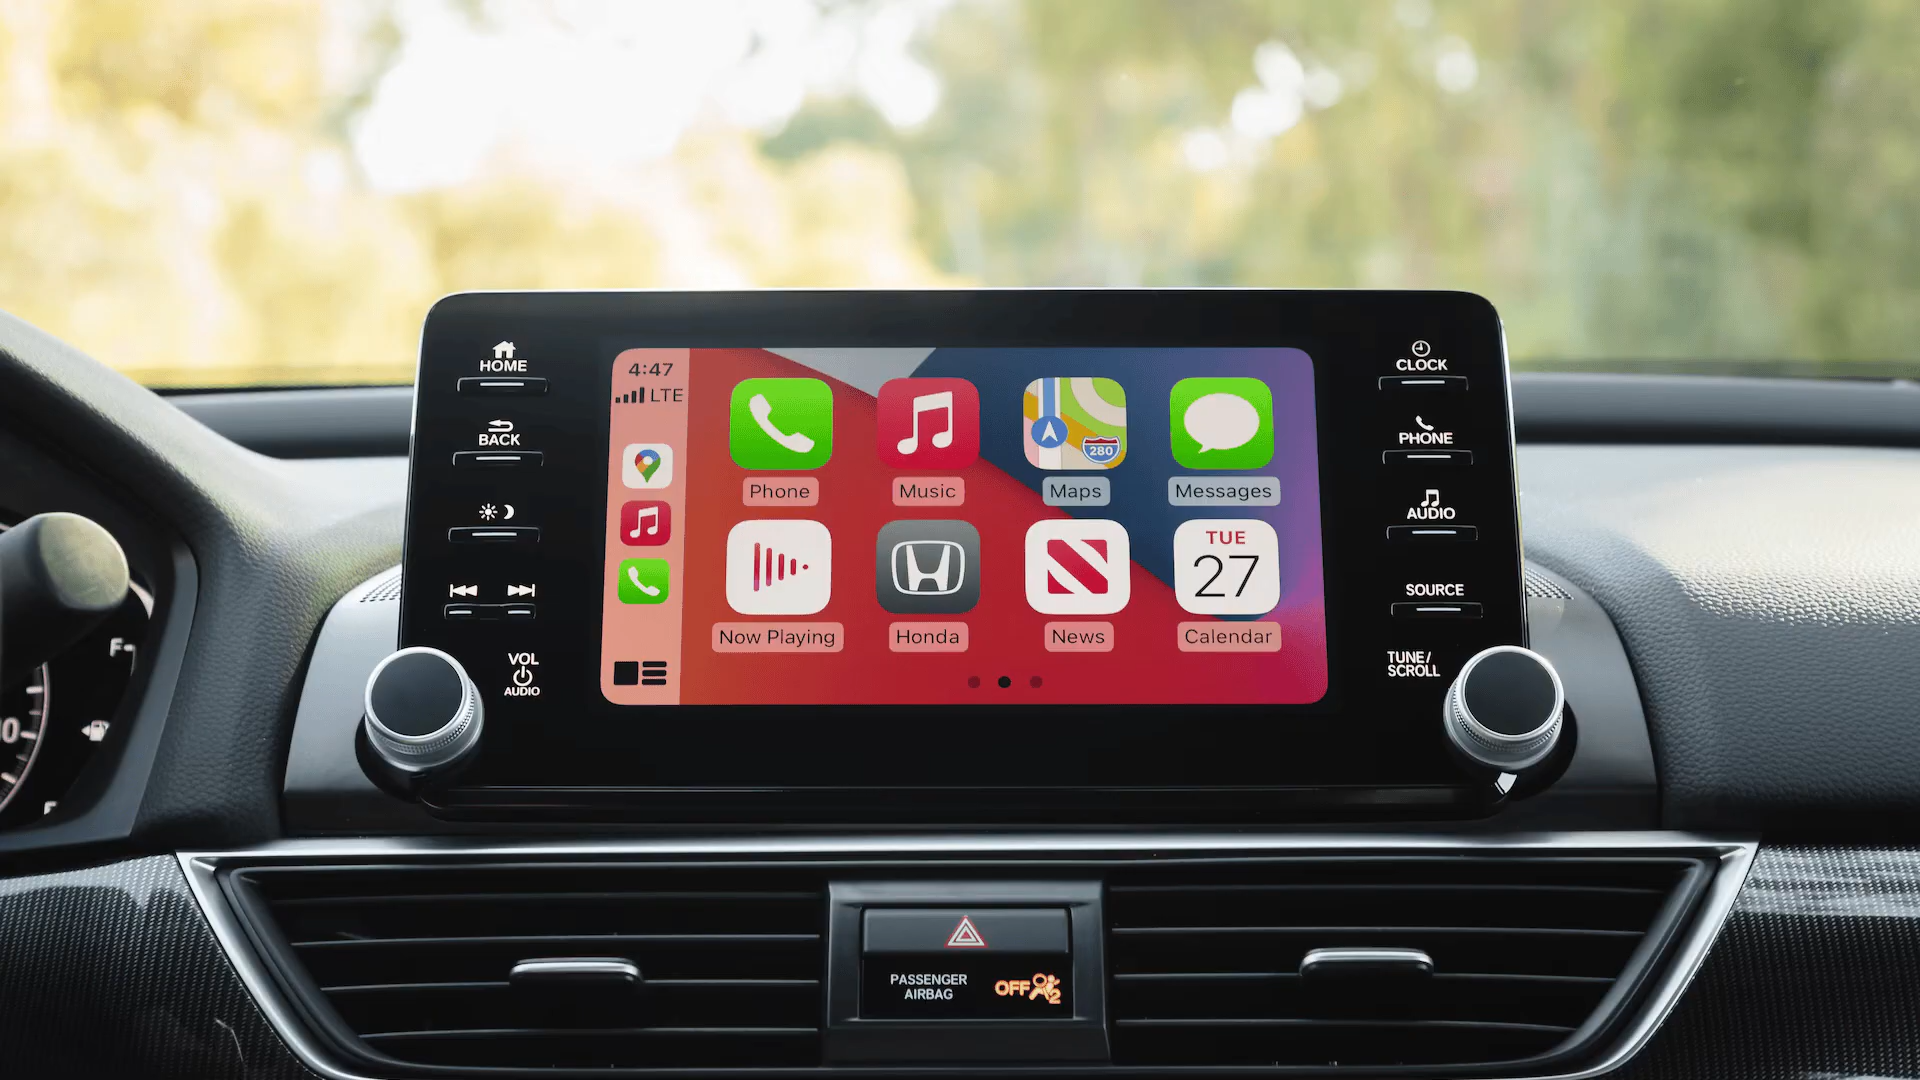 HOME
BACK
VOL
AUDIO
4:47
LTE
280
Phone
Music
Maps
Messages
TUE
27
Now Playing
Honda
News
Calendar
CLOCK
PHONE
AUDIO
SOURCE
TUNE/
SCROLL
F
PASSENGER
AIRBAG
OFF
2